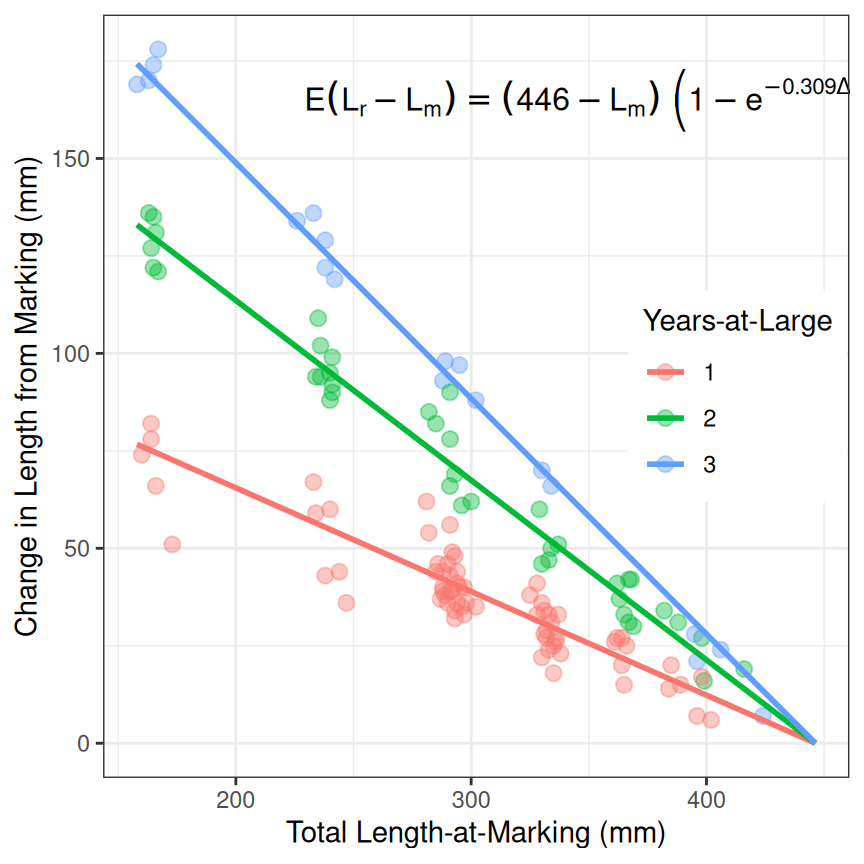 E(Lr − Lm) = (446 − Lm) (1 − e^−0.309Δ
150
100
50
0
200
300
400
Change in Length from Marking (mm)
Total Length-at-Marking (mm)
Years-at-Large
1
2
3